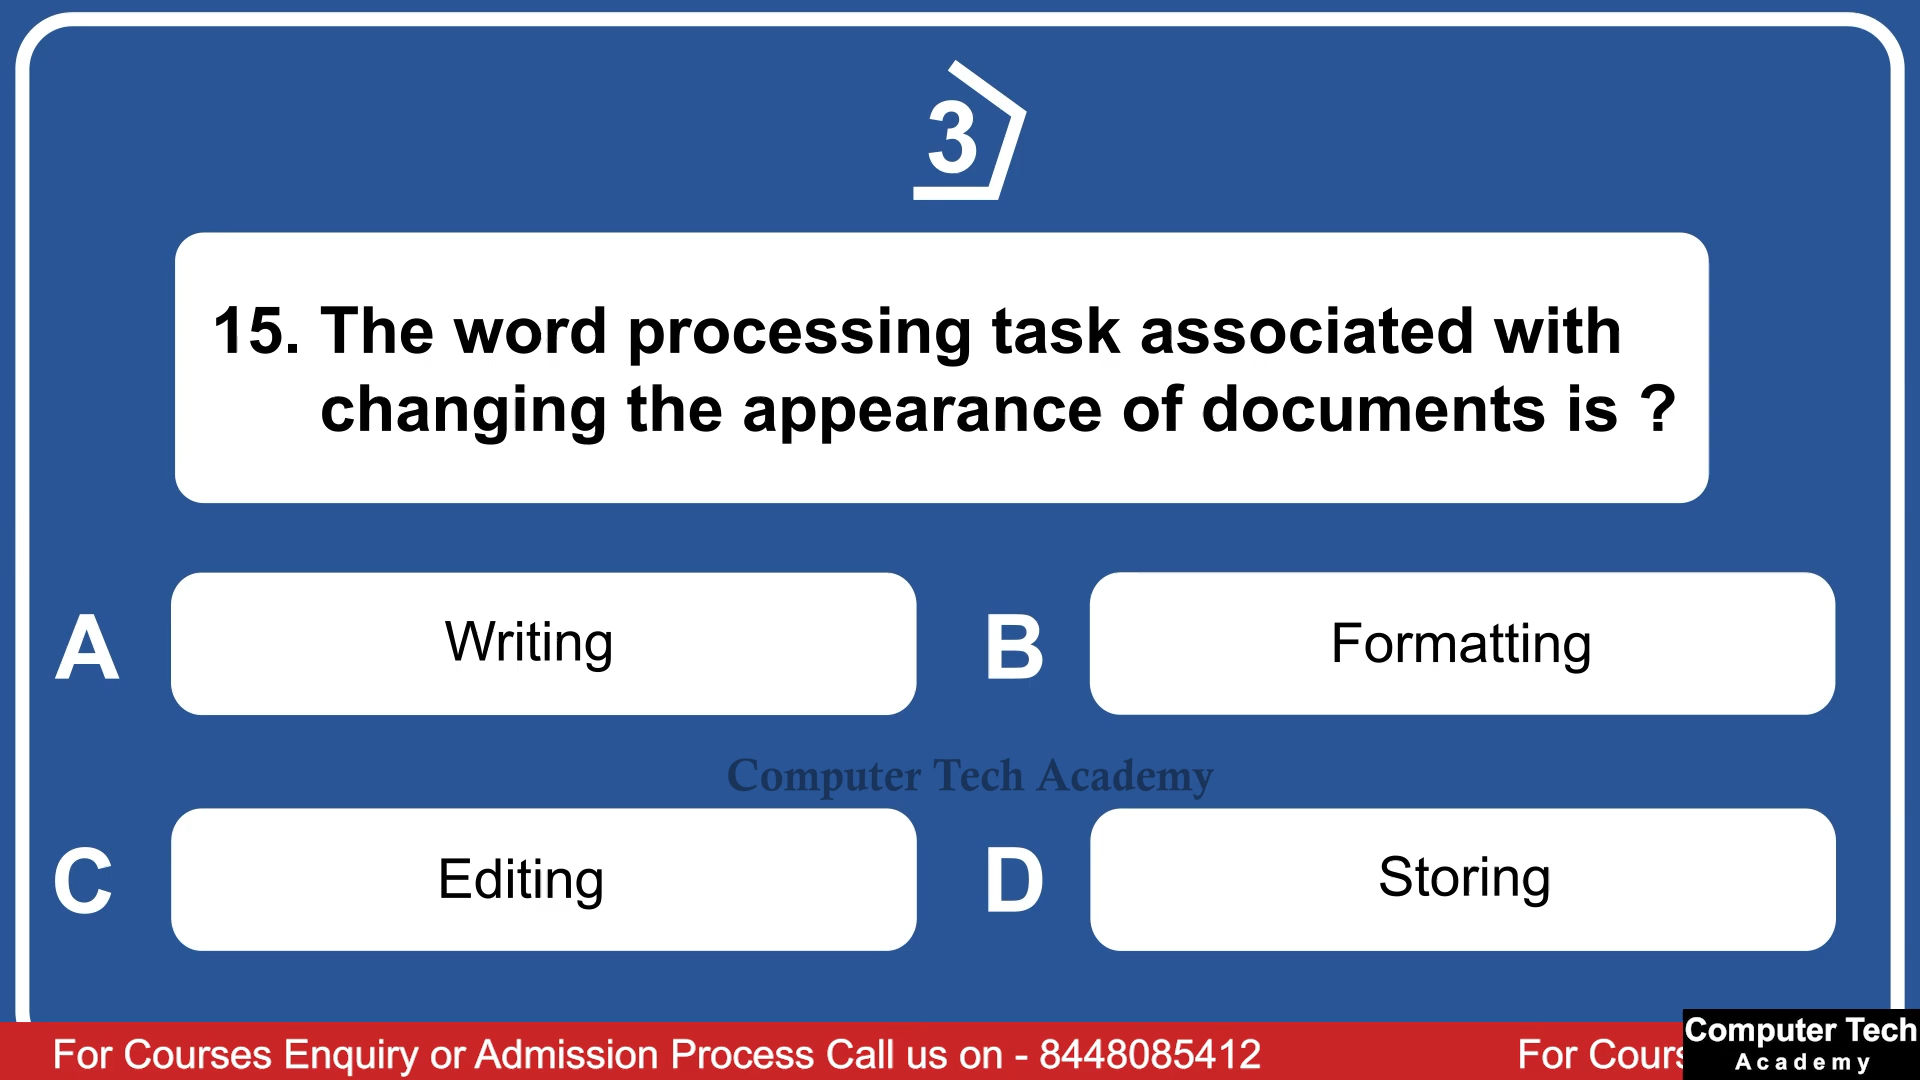 3
15. The word processing task associated with
changing the appearance of documents is ?
A Writing
B Formatting
Computer Tech Academy
C Editing
D Storing
For Courses Enquiry or Admission Process Call us on - 8448085412
For Cours
Computer Tech
Academy